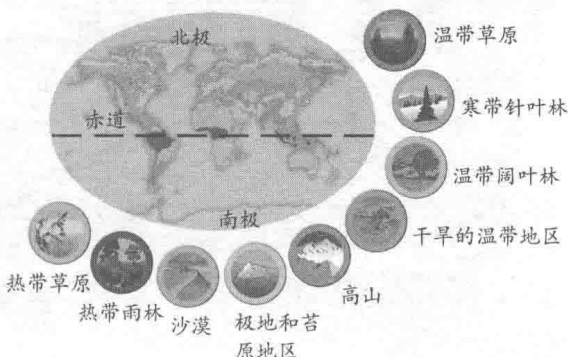 北极
赤道
南极
温带草原
寒带针叶林
温带阔叶林
干旱的温带地区
高山
极地和苔
原地区
沙漠
热带雨林
热带草原